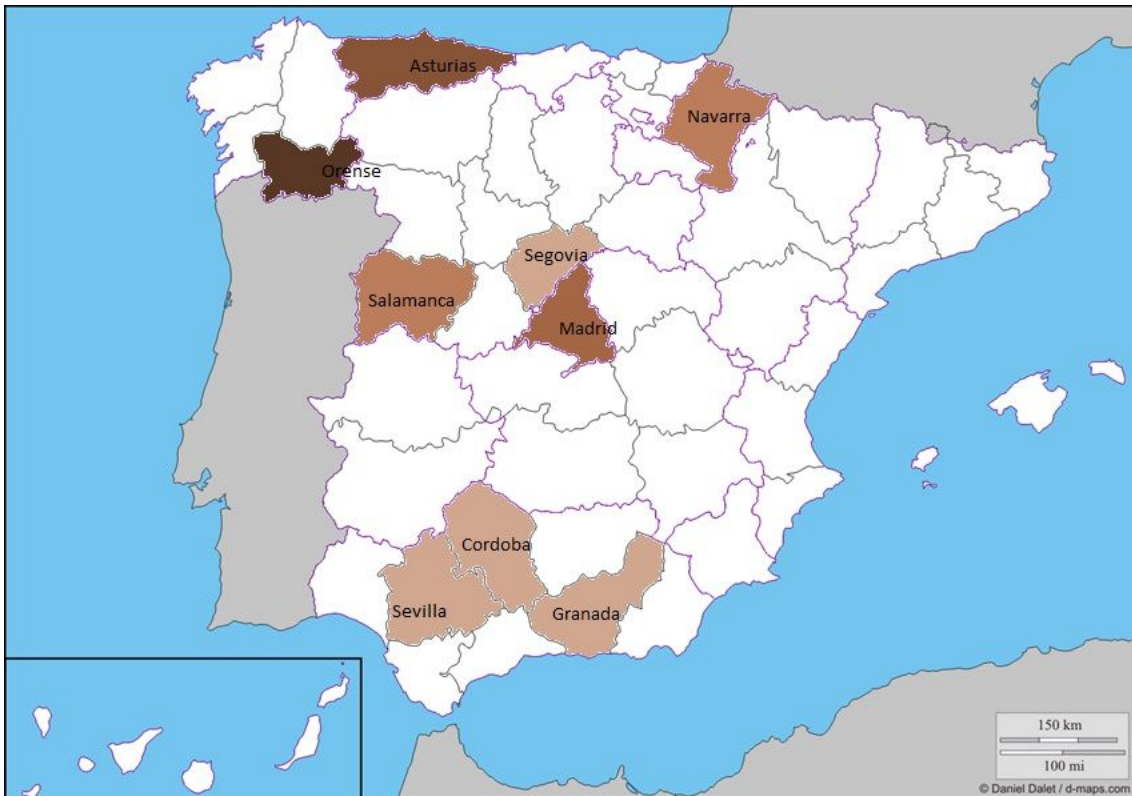 Asturias
Navarra
Orense
Segovia
Salamanca
Madrid
Cordoba
Sevilla
Granada
150 km
100 mi
© Daniel Dalet / d-maps.com